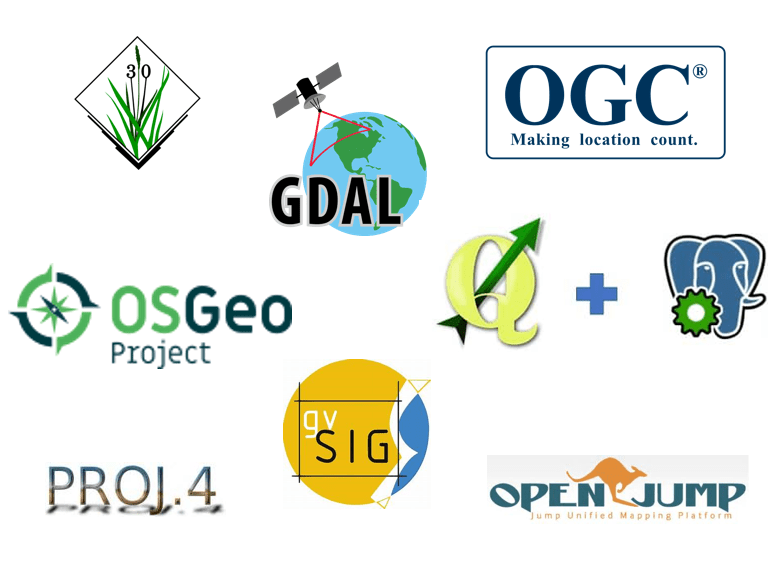 30
OGC®
Making location count.
GDAL
OSGeo
Project
Q
gv
SIG
PROJ.4
OPEN JUMP
Jump Unified Mapping Platform